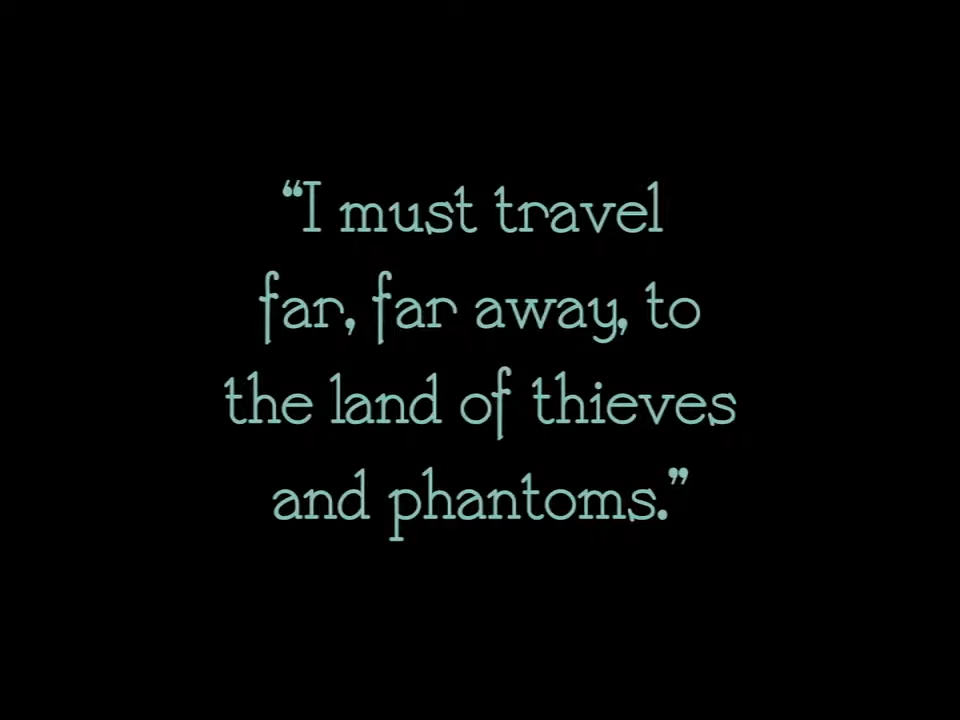 “I must travel
far, far away, to
the land of thieves
and phantoms.”